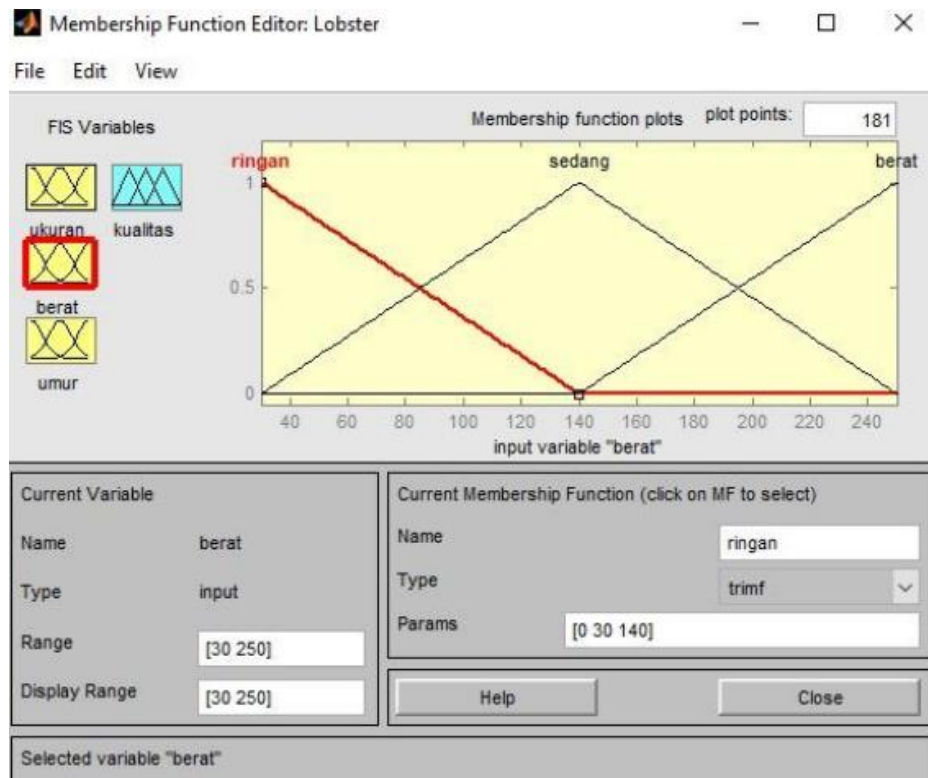 Membership Function Editor: Lobster
File Edit View
FIS Variables
ukuran kualitas
berat
umur
Membership function plots plot points: 181
ringan sedang berat
1
0.5
0
40 60 80 100 120 140 160 180 200 220 240
input variable "berat"
Current Variable
Name berat
Type input
Range [30 250]
Display Range [30 250]
Current Membership Function (click on MF to select)
Name ringan
Type trimf
Params [0 30 140]
Help Close
Selected variable "berat"